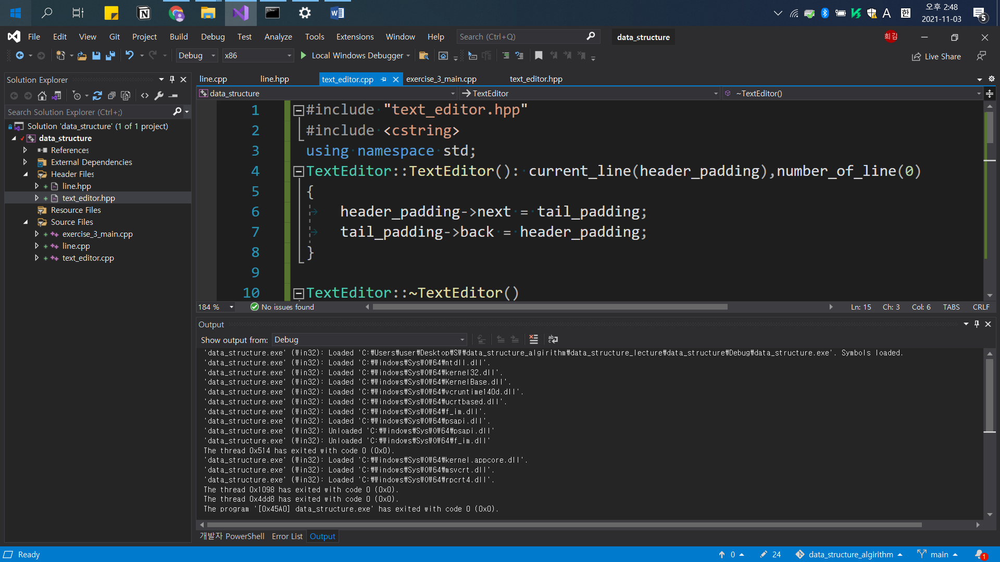 오후 2:48
2021-11-03
5
File Edit View Git Project Build Debug Test Analyze Tools Extensions Window Help Search (Ctrl+Q) data_structure 희김
Debug x86 Local Windows Debugger Live Share
Solution Explorer
Search Solution Explorer (Ctrl+;)
Solution 'data_structure' (1 of 1 project)
data_structure
References
External Dependencies
Header Files
line.hpp
text_editor.hpp
Resource Files
Source Files
exercise_3_main.cpp
line.cpp
text_editor.cpp
line.cpp line.hpp text_editor.cpp exercise_3_main.cpp text_editor.hpp
data_structure TextEditor ~TextEditor()
1 #include "text_editor.hpp"
2 #include <cstring>
3 using namespace std;
4 TextEditor::TextEditor(): current_line(header_padding),number_of_line(0)
5 {
6 header_padding->next = tail_padding;
7 tail_padding->back = header_padding;
8 }
9
10 TextEditor::~TextEditor()
184 % No issues found Ln: 15 Ch: 3 Col: 6 TABS CRLF
Output
Show output from: Debug
'data_structure.exe' (Win32): Loaded 'C:₩Users₩user₩Desktop₩SW₩data_structure_algirithm₩data_structure_lecture₩data_structure₩Debug₩data_structure.exe'. Symbols loaded.
'data_structure.exe' (Win32): Loaded 'C:₩Windows₩SysWOW64₩ntdll.dll'.
'data_structure.exe' (Win32): Loaded 'C:₩Windows₩SysWOW64₩kernel32.dll'.
'data_structure.exe' (Win32): Loaded 'C:₩Windows₩SysWOW64₩KernelBase.dll'.
'data_structure.exe' (Win32): Loaded 'C:₩Windows₩SysWOW64₩vcruntime140d.dll'.
'data_structure.exe' (Win32): Loaded 'C:₩Windows₩SysWOW64₩ucrtbased.dll'.
'data_structure.exe' (Win32): Loaded 'C:₩Windows₩SysWOW64₩f_im.dll'.
'data_structure.exe' (Win32): Loaded 'C:₩Windows₩SysWOW64₩psapi.dll'.
'data_structure.exe' (Win32): Unloaded 'C:₩Windows₩SysWOW64₩psapi.dll'
'data_structure.exe' (Win32): Unloaded 'C:₩Windows₩SysWOW64₩f_im.dll'
The thread 0x514 has exited with code 0 (0x0).
'data_structure.exe' (Win32): Loaded 'C:₩Windows₩SysWOW64₩kernel.appcore.dll'.
'data_structure.exe' (Win32): Loaded 'C:₩Windows₩SysWOW64₩msvcrt.dll'.
'data_structure.exe' (Win32): Loaded 'C:₩Windows₩SysWOW64₩rpcrt4.dll'.
The thread 0x1098 has exited with code 0 (0x0).
The thread 0x4dd8 has exited with code 0 (0x0).
The program '[0x45A0] data_structure.exe' has exited with code 0 (0x0).
개발자 PowerShell Error List Output
Ready 0 24 data_structure_algirithm main 1